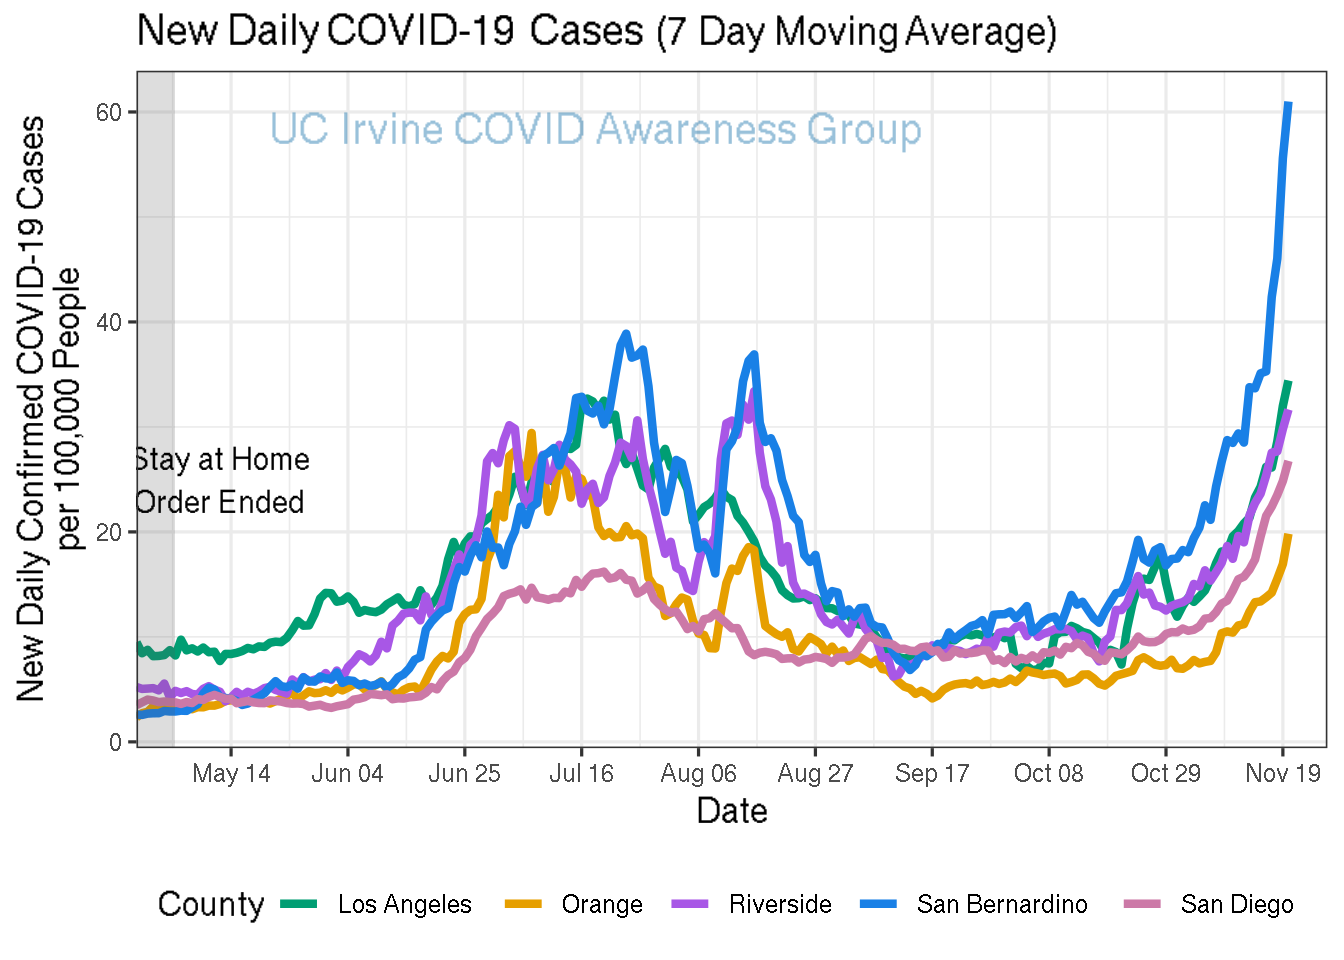 New Daily COVID-19 Cases (7 Day Moving Average)
UC Irvine COVID Awareness Group
New Daily Confirmed COVID-19 Cases
per 100,000 People
60
40
20
0
Stay at Home
Order Ended
May 14 Jun 04 Jun 25 Jul 16 Aug 06 Aug 27 Sep 17 Oct 08 Oct 29 Nov 19
Date
County Los Angeles Orange Riverside San Bernardino San Diego